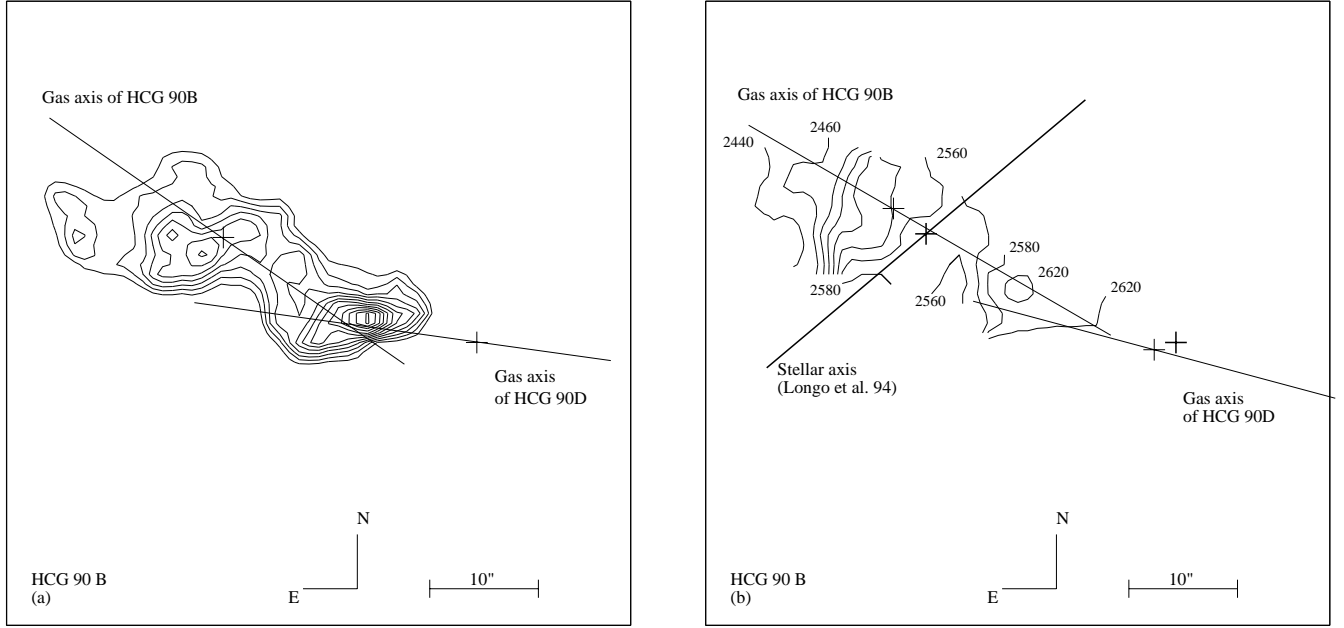 Gas axis of HCG 90B
Gas axis
of HCG 90D
N
E
10"
HCG 90 B
(a)
Gas axis of HCG 90B
2460
2440
2560
2580
2620
2580
2560
2620
Stellar axis
(Longo et al. 94)
Gas axis
of HCG 90D
N
E
10"
HCG 90 B
(b)